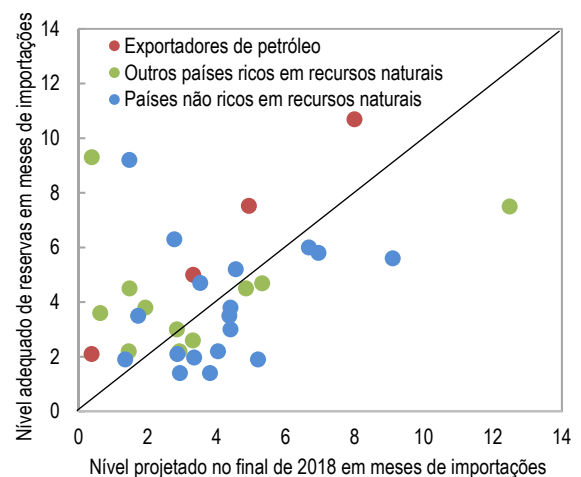 Nível adequado de reservas em meses de importações
14
12
10
8
6
4
2
0
Exportadores de petróleo
Outros países ricos em recursos naturais
Países não ricos em recursos naturais
0 2 4 6 8 10 12 14
Nível projetado no final de 2018 em meses de importações